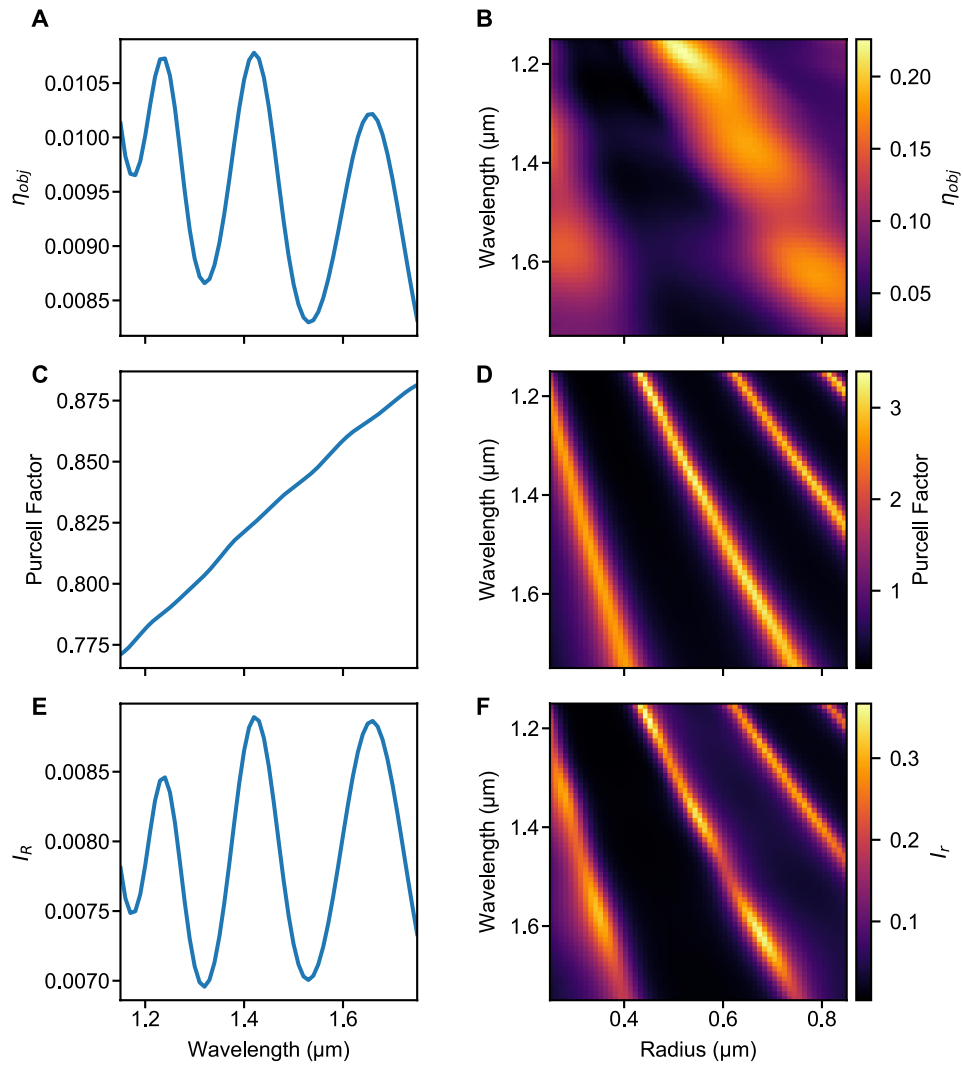 A
0.0105
0.0100
0.0095
0.0090
0.0085
η_obj
B
1.2
1.4
1.6
Wavelength (μm)
0.20
0.15
0.10
0.05
η_obj
C
0.875
0.850
0.825
0.800
0.775
Purcell Factor
D
1.2
1.4
1.6
Wavelength (μm)
3
2
1
Purcell Factor
E
0.0085
0.0080
0.0075
0.0070
I_R
1.2 1.4 1.6
Wavelength (μm)
F
1.2
1.4
1.6
Wavelength (μm)
0.4 0.6 0.8
Radius (μm)
0.3
0.2
0.1
I_r